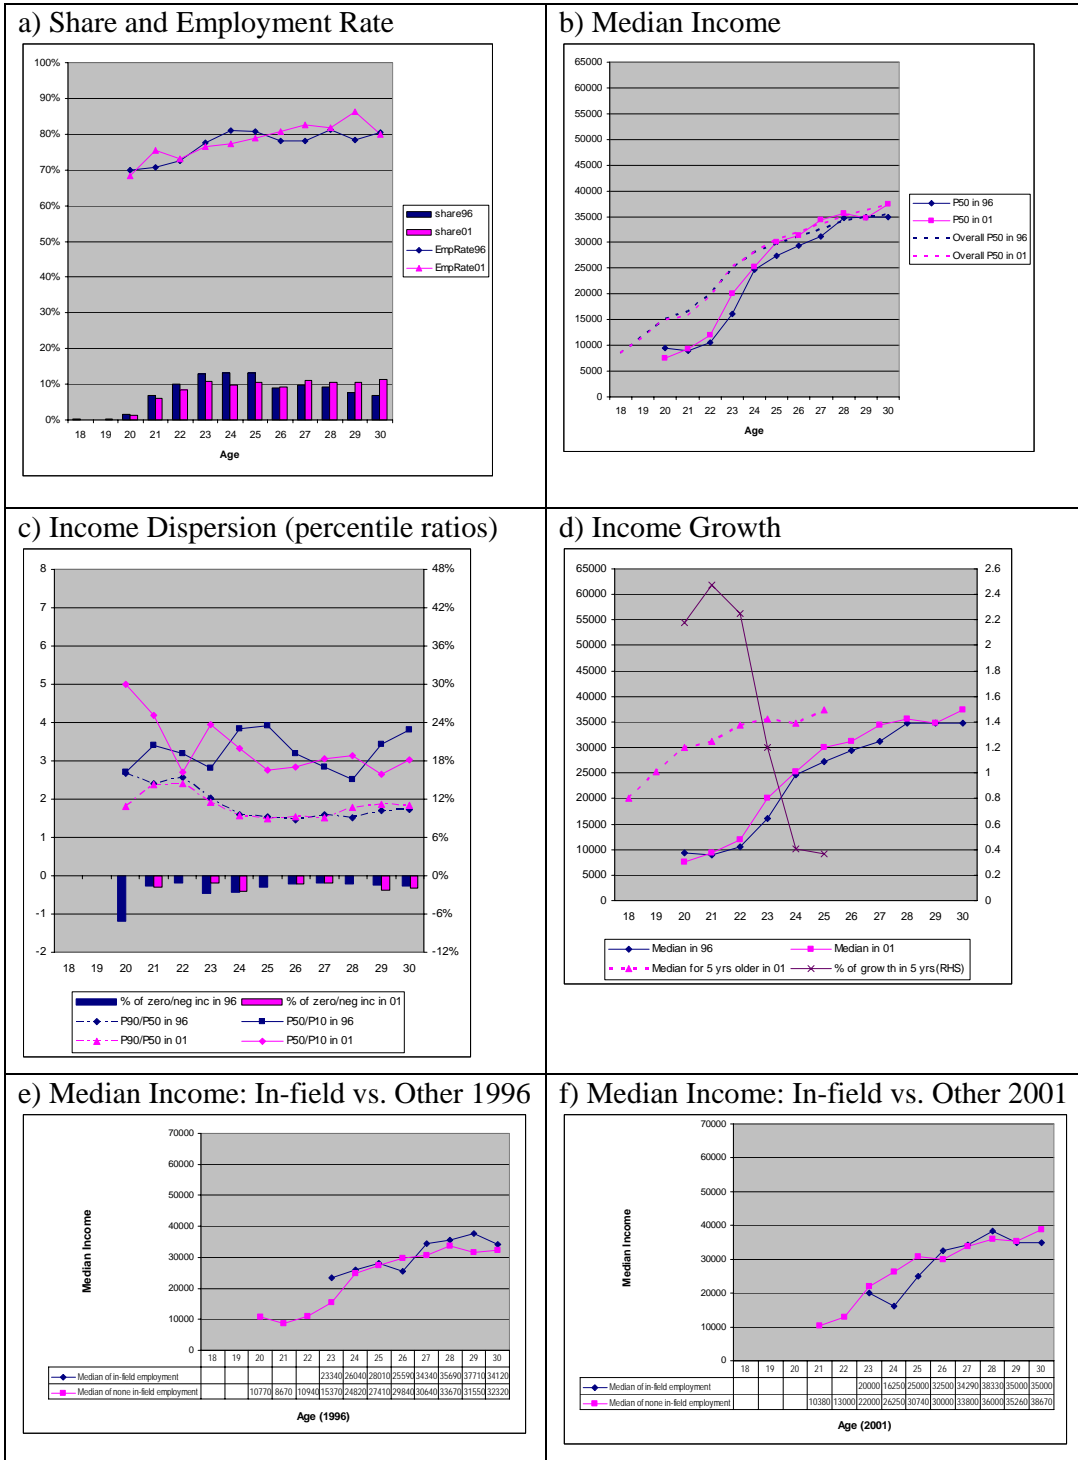 a) Share and Employment Rate
100%
90%
80%
70%
60%
50%
40%
30%
20%
10%
0%
18 19 20 21 22 23 24 25 26 27 28 29 30
Age
share96
share01
EmpRate96
EmpRate01
b) Median Income
65000
60000
55000
50000
45000
40000
35000
30000
25000
20000
15000
10000
5000
0
18 19 20 21 22 23 24 25 26 27 28 29 30
Age
P50 in 96
P50 in 01
Overall P50 in 96
Overall P50 in 01
c) Income Dispersion (percentile ratios)
8 48%
7 42%
6 36%
5 30%
4 24%
3 18%
2 12%
1 6%
0 0%
-1 -6%
-2 -12%
18 19 20 21 22 23 24 25 26 27 28 29 30
% of zero/neg inc in 96 % of zero/neg inc in 01
P90/P50 in 96 P50/P10 in 96
P90/P50 in 01 P50/P10 in 01
d) Income Growth
65000 2.6
60000 2.4
55000 2.2
50000 2
45000 1.8
40000 1.6
35000 1.4
30000 1.2
25000 1
20000 0.8
15000 0.6
10000 0.4
5000 0.2
0 0
18 19 20 21 22 23 24 25 26 27 28 29 30
Median in 96 Median in 01
Median for 5 yrs older in 01 % of growth in 5 yrs(RHS)
e) Median Income: In-field vs. Other 1996
Median Income
70000
60000
50000
40000
30000
20000
10000
0
18 19 20 21 22 23 24 25 26 27 28 29 30
Median of in-field employment 23340 26040 28010 25590 34340 35690 37710 34120
Median of none in-field employment 10770 8670 10940 15370 24820 27410 29840 30640 33670 31550 32320
Age (1996)
f) Median Income: In-field vs. Other 2001
Median Income
70000
60000
50000
40000
30000
20000
10000
0
18 19 20 21 22 23 24 25 26 27 28 29 30
Median of in-field employment 20000 16250 25000 32500 34290 38330 35000 35000
Median of none in-field employment 10380 13000 22000 26250 30740 30000 33800 36000 35260 38670
Age (2001)